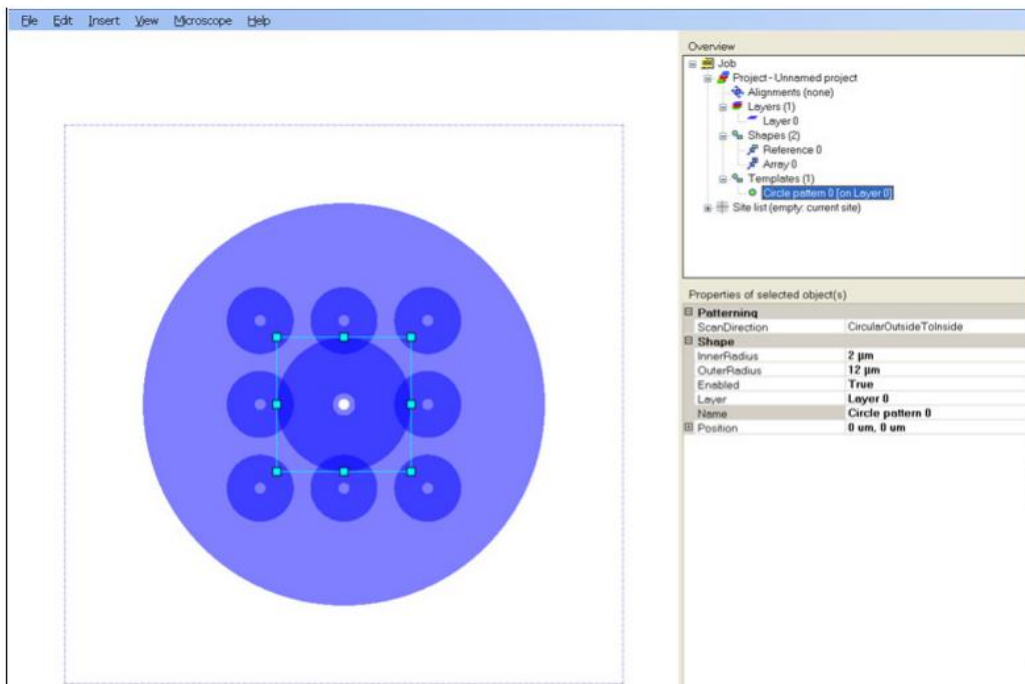 File Edit Insert View Microscope Help
Overview
Job
Project - Unnamed project
Alignments (none)
Layers (1)
Layer 0
Shapes (2)
Reference 0
Array 0
Templates (1)
Circle pattern 0 [on Layer 0]
Site list (empty: current site)
Properties of selected object(s)
Patterning
ScanDirection CircularOutsideToInside
Shape
InnerRadius 2 µm
OuterRadius 12 µm
Enabled True
Layer Layer 0
Name Circle pattern 0
Position 0 um, 0 um